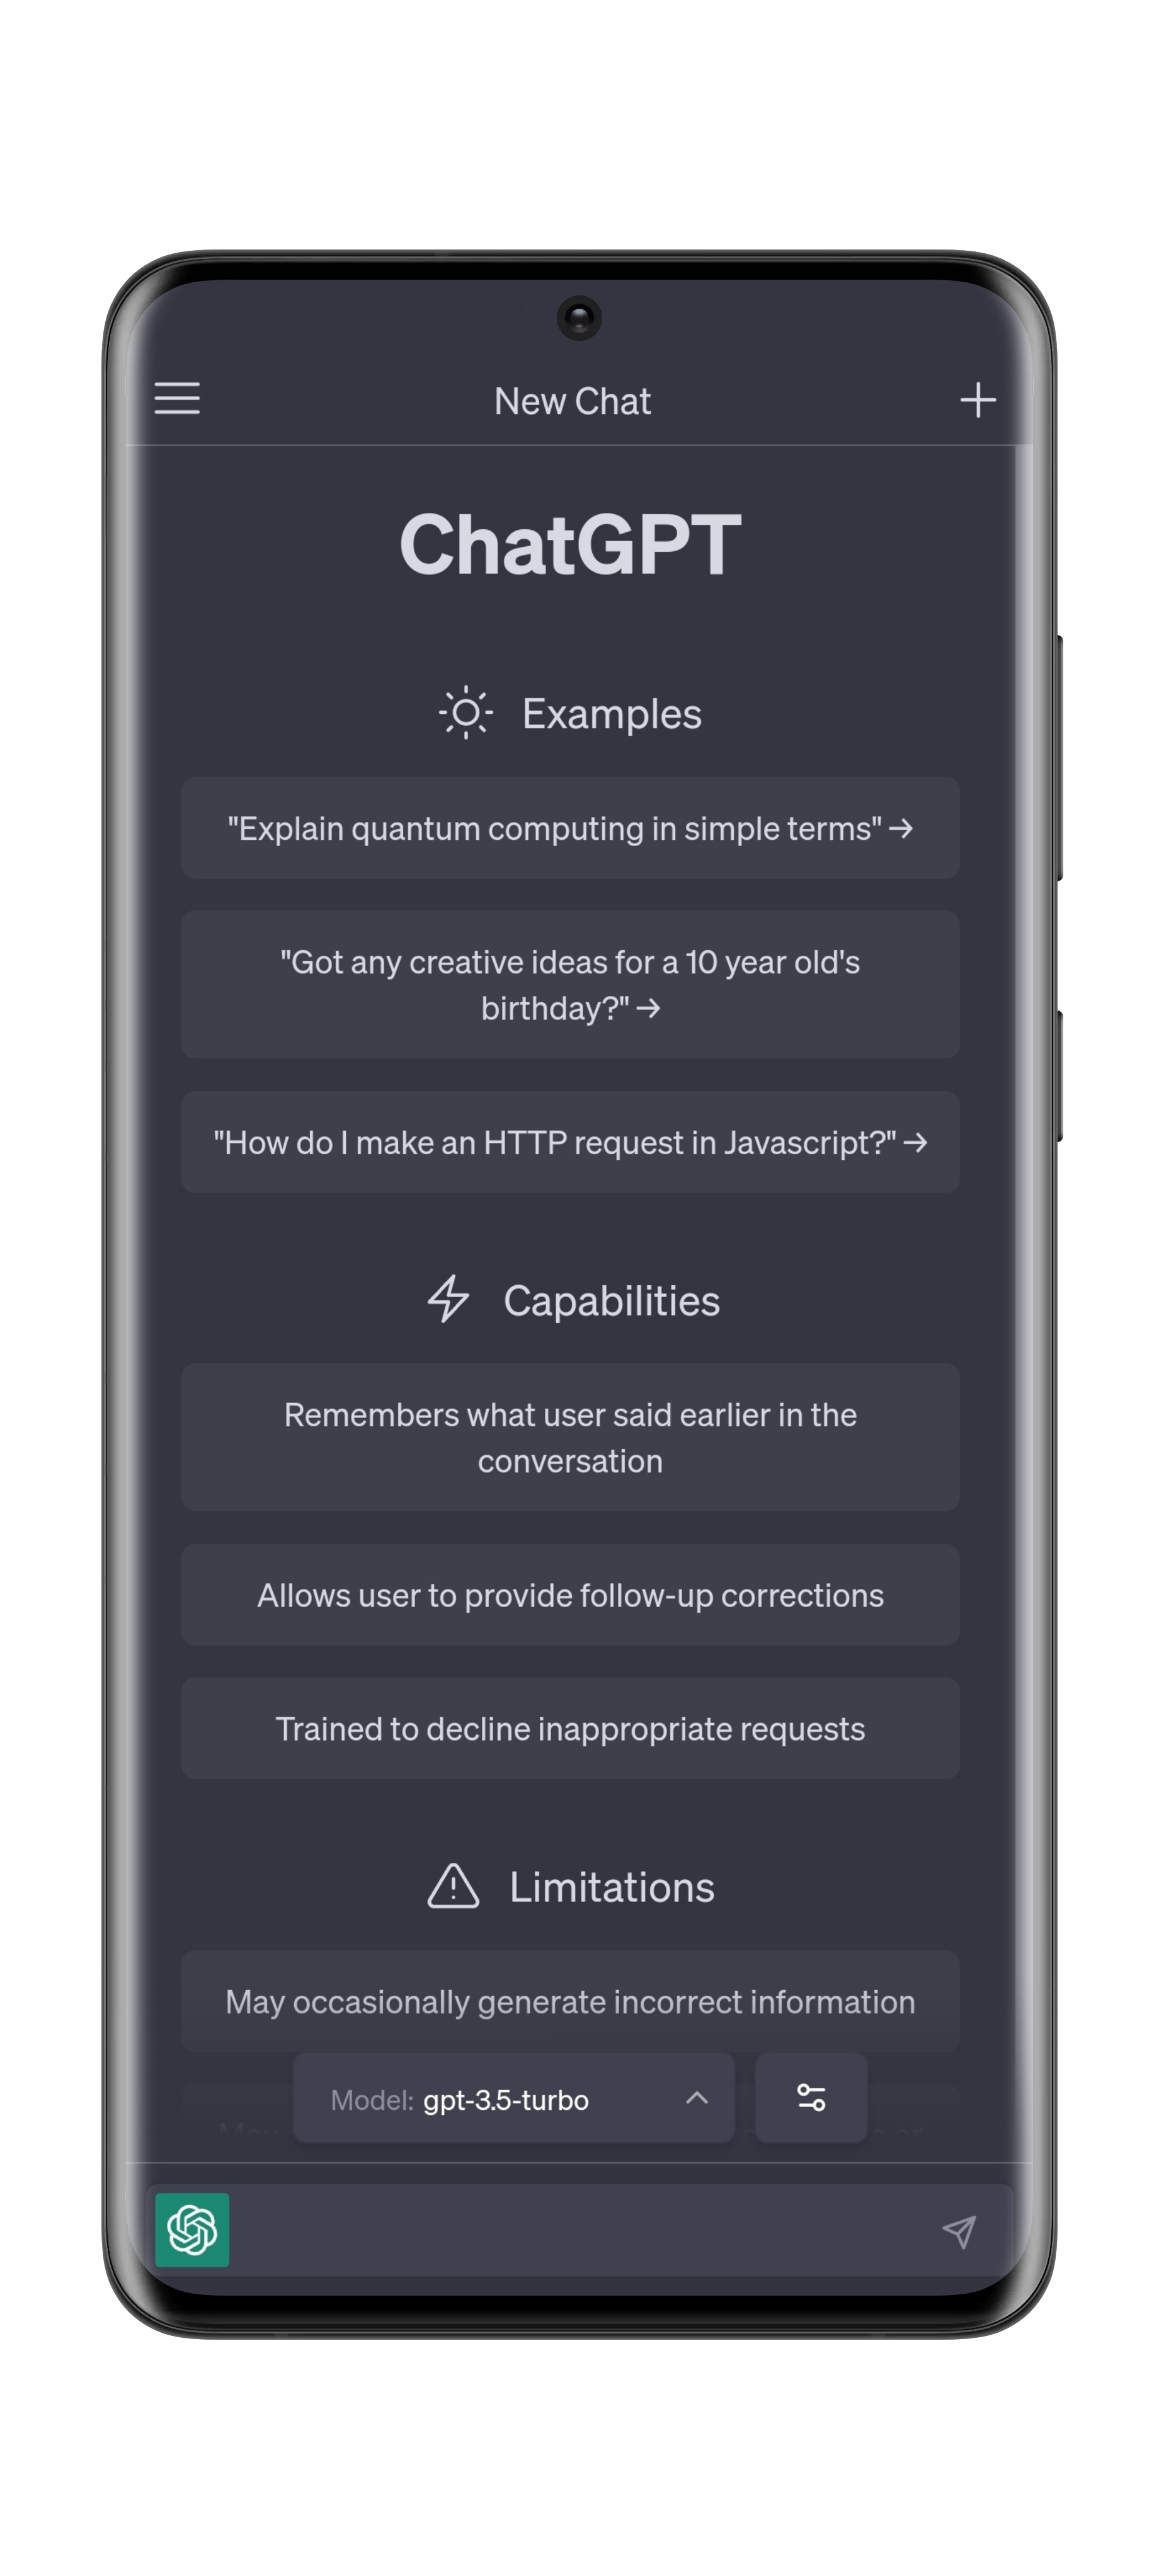 New Chat
ChatGPT
Examples
"Explain quantum computing in simple terms" →
"Got any creative ideas for a 10 year old's
birthday?" →
"How do I make an HTTP request in Javascript?" →
Capabilities
Remembers what user said earlier in the
conversation
Allows user to provide follow-up corrections
Trained to decline inappropriate requests
Limitations
May occasionally generate incorrect information
Model: gpt-3.5-turbo
May or